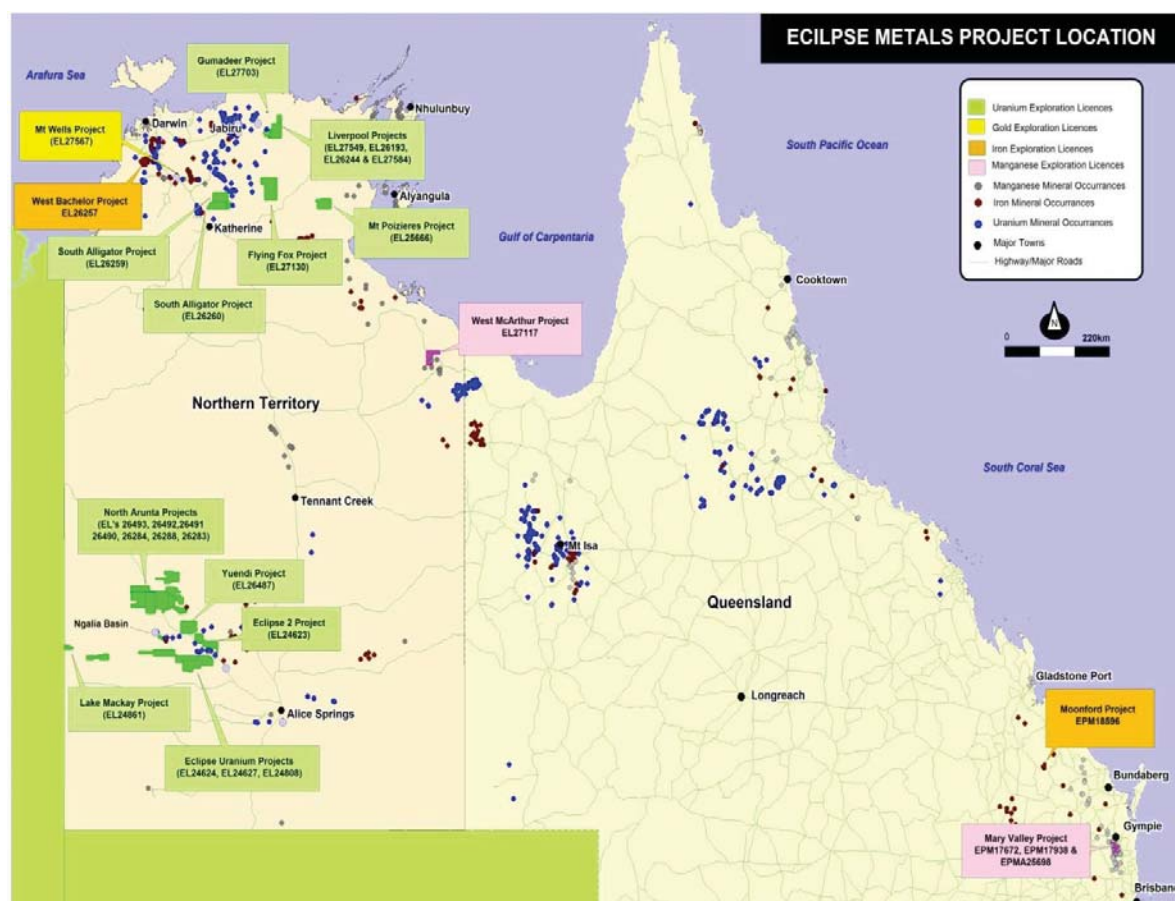 ECILPSE METALS PROJECT LOCATION
Arafura Sea
Gumadeer Project
(EL27703)
Uranium Exploration Licences
Gold Exploration Licences
Iron Exploration Licences
Manganese Exploration Licences
Manganese Mineral Occurrances
Iron Mineral Occurrances
Uranium Mineral Occurrances
Major Towns
Highway/Major Roads
Nhulunbuy
Darwin
Jabiru
Mt Wells Project
(EL27567)
Liverpool Projects
(EL27549, EL26193,
EL26244 & EL27584)
South Pacific Ocean
West Bachelor Project
EL26257
Alyangula
Katherine
Mt Poizieres Project
(EL25666)
Gulf of Carpentaria
South Alligator Project
(EL26259)
Flying Fox Project
(EL27130)
South Alligator Project
(EL26260)
Cooktown
N
0
220km
West McArthur Project
EL27117
Northern Territory
South Coral Sea
Tennant Creek
North Arunta Projects
(EL's 26493, 26492,26491
26490, 26284, 26288, 26283)
Mt Isa
Yuendi Project
(EL26487)
Queensland
Ngalia Basin
Eclipse 2 Project
(EL24623)
Lake Mackay Project
(EL24861)
Alice Springs
Longreach
Gladstone Port
Moonford Project
EPM18596
Eclipse Uranium Projects
(EL24624, EL24627, EL24808)
Bundaberg
Gympie
Mary Valley Project
EPM17672, EPM17938 &
EPMA25698
Brisbane